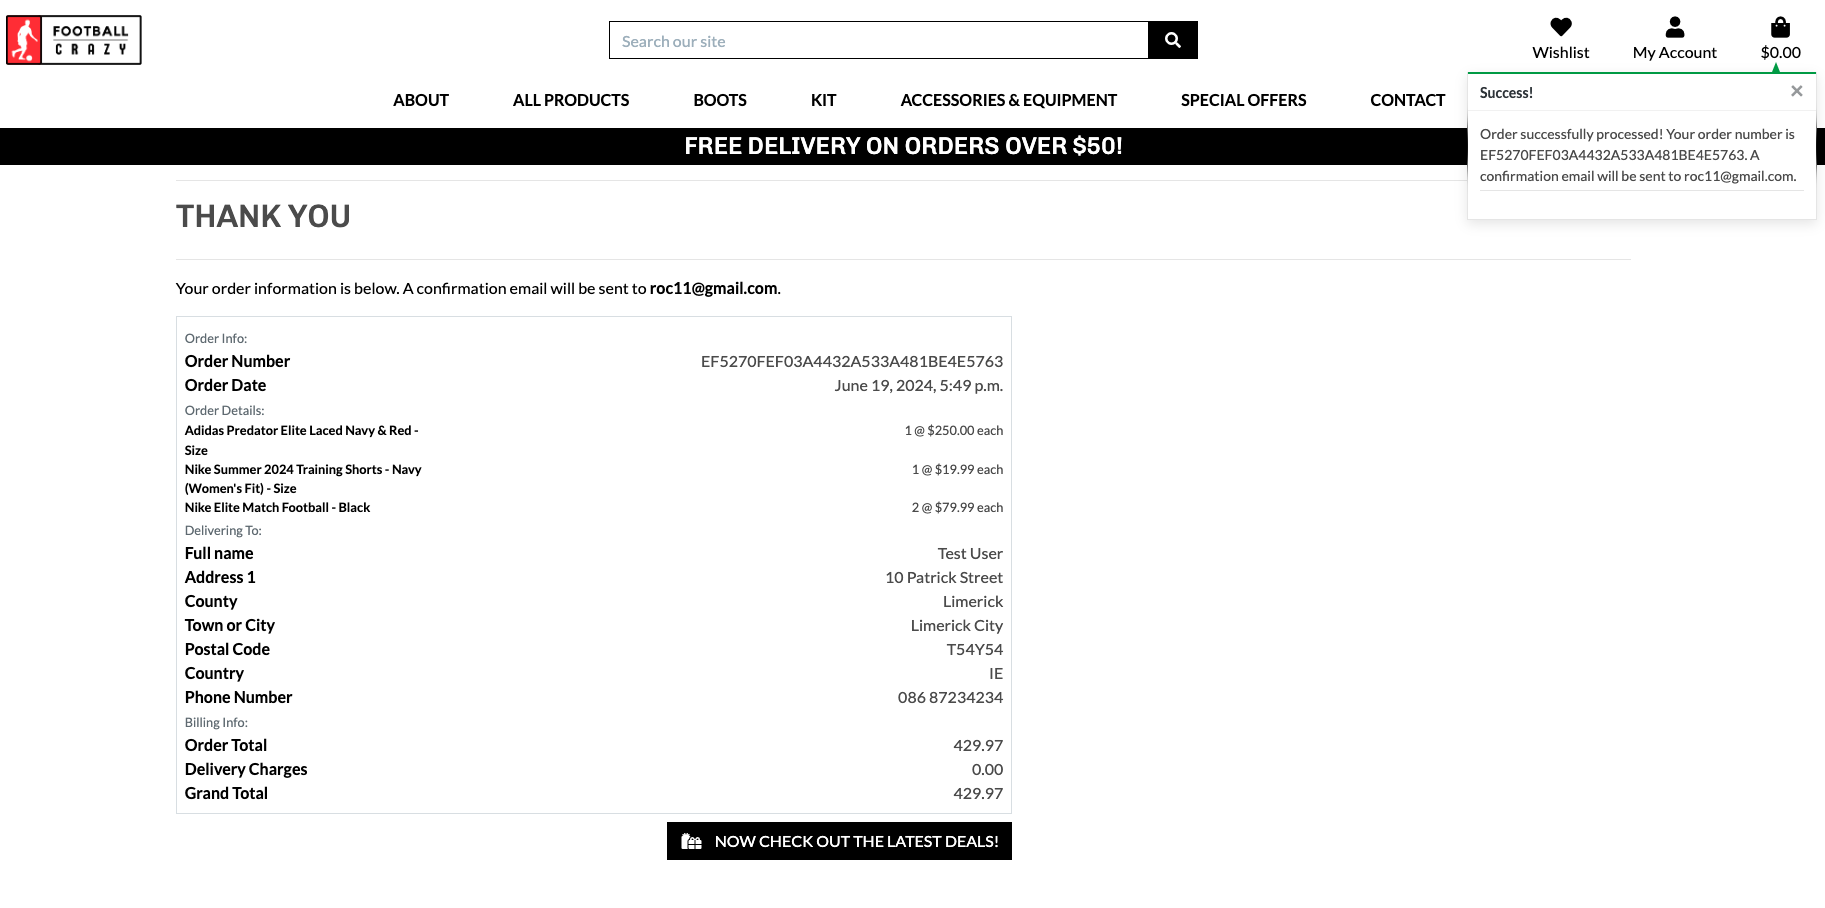 FOOTBALL
CRAZY
Search our site
Wishlist
My Account
$0.00
ABOUT
ALL PRODUCTS
BOOTS
KIT
ACCESSORIES & EQUIPMENT
SPECIAL OFFERS
CONTACT
Success!
×
Order successfully processed! Your order number is
EF5270FEF03A4432A533A481BE4E5763. A
confirmation email will be sent to roc11@gmail.com.
FREE DELIVERY ON ORDERS OVER $50!
THANK YOU
Your order information is below. A confirmation email will be sent to roc11@gmail.com.
Order Info:
Order Number EF5270FEF03A4432A533A481BE4E5763
Order Date June 19, 2024, 5:49 p.m.
Order Details:
Adidas Predator Elite Laced Navy & Red - 1 @ $250.00 each
Size
Nike Summer 2024 Training Shorts - Navy 1 @ $19.99 each
(Women's Fit) - Size
Nike Elite Match Football - Black 2 @ $79.99 each
Delivering To:
Full name Test User
Address 1 10 Patrick Street
County Limerick
Town or City Limerick City
Postal Code T54Y54
Country IE
Phone Number 086 87234234
Billing Info:
Order Total 429.97
Delivery Charges 0.00
Grand Total 429.97
NOW CHECK OUT THE LATEST DEALS!